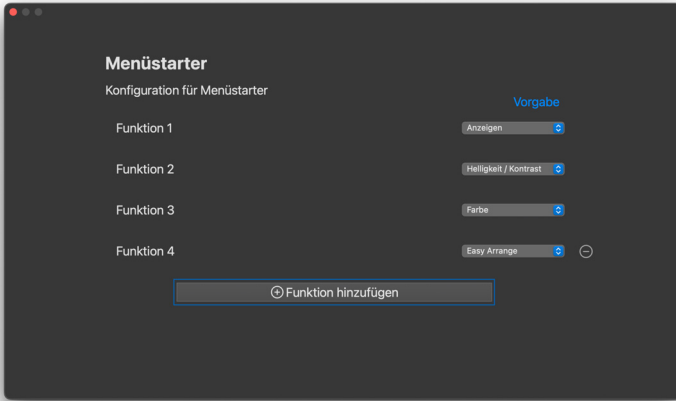 Menüstarter
Konfiguration für Menüstarter
Vorgabe
Funktion 1 Anzeigen
Funktion 2 Helligkeit / Kontrast
Funktion 3 Farbe
Funktion 4 Easy Arrange
Funktion hinzufügen